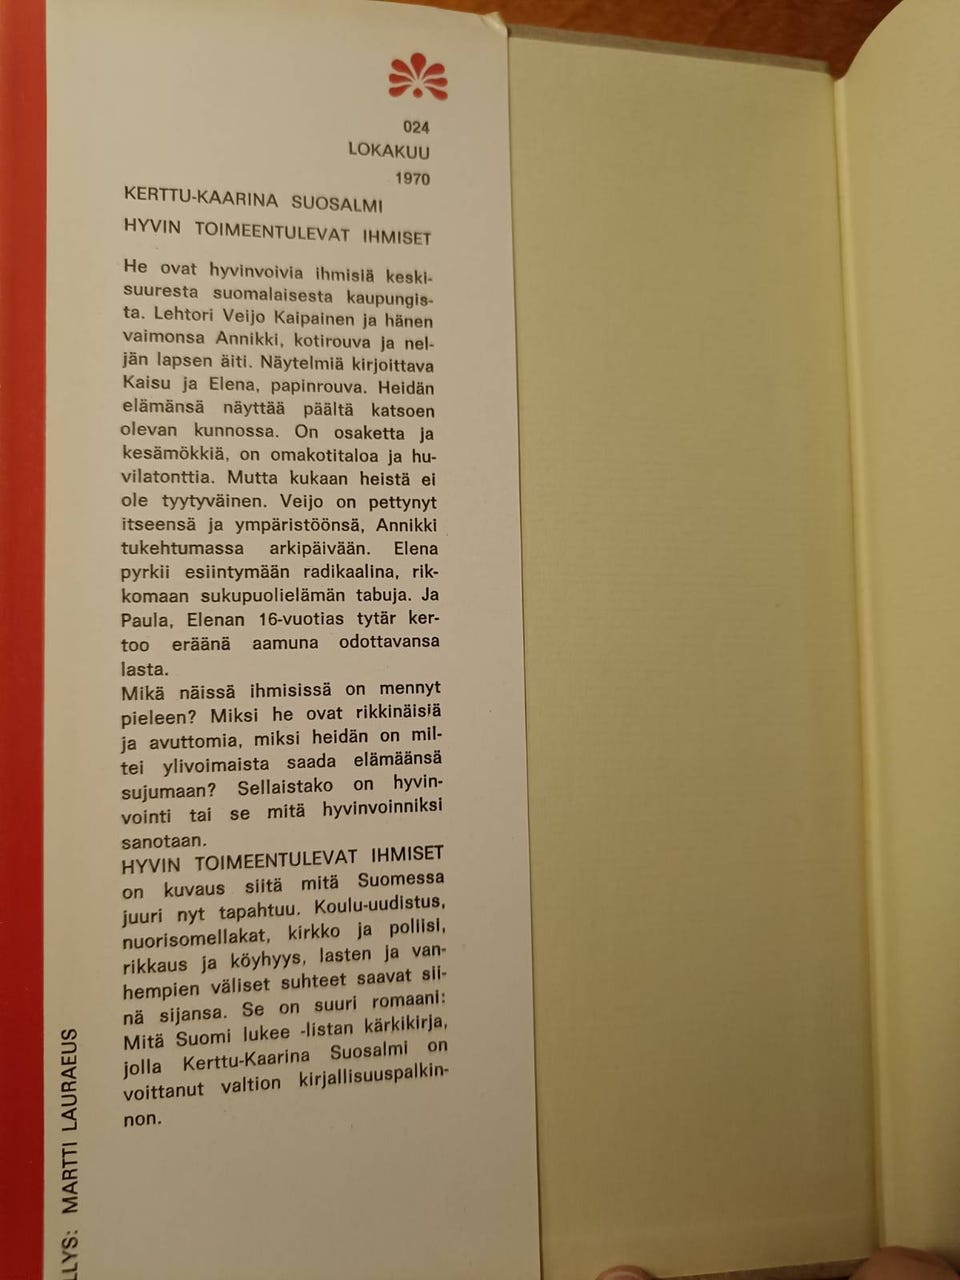 024
LOKAKUU
1970
KERTTU-KAARINA SUOSALMI
HYVIN TOIMEENTULEVAT IHMISET
He ovat hyvinvoivia ihmisiä keski-
suuresta suomalaisesta kaupungis-
ta. Lehtori Veijo Kaipainen ja hänen
vaimonsa Annikki, kotirouva ja nel-
jän lapsen äiti. Näytelmiä kirjoittava
Kaisu ja Elena, papinrouva. Heidän
elämänsä näyttää päältä katsoen
olevan kunnossa. On osaketta ja
kesämökkiä, on omakotitaloa ja hu-
vilatonttia. Mutta kukaan heistä ei
ole tyytyväinen. Veijo on pettynyt
itseensä ja ympäristöönsä, Annikki
tukehtumassa arkipäivään. Elena
pyrkii esiintymään radikaalina, rik-
komaan sukupuolielämän tabuja. Ja
Paula, Elenan 16-vuotias tytär ker-
too eräänä aamuna odottavansa
lasta.
Mikä näissä ihmisissä on mennyt
pieleen? Miksi he ovat rikkinäisiä
ja avuttomia, miksi heidän on mil-
tei ylivoimaista saada elämäänsä
sujumaan? Sellaistako on hyvin-
vointi tai se mitä hyvinvoinniksi
sanotaan.
HYVIN TOIMEENTULEVAT IHMISET
on kuvaus siitä mitä Suomessa
juuri nyt tapahtuu. Koulu-uudistus,
nuorisomellakat, kirkko ja poliisi,
rikkaus ja köyhyys, lasten ja van-
hempien väliset suhteet saavat sii-
nä sijansa. Se on suuri romaani:
Mitä Suomi lukee -listan kärkikirja,
jolla Kerttu-Kaarina Suosalmi on
voittanut valtion kirjallisuuspalkin-
non.
LLYS: MARTTI LAURAEUS